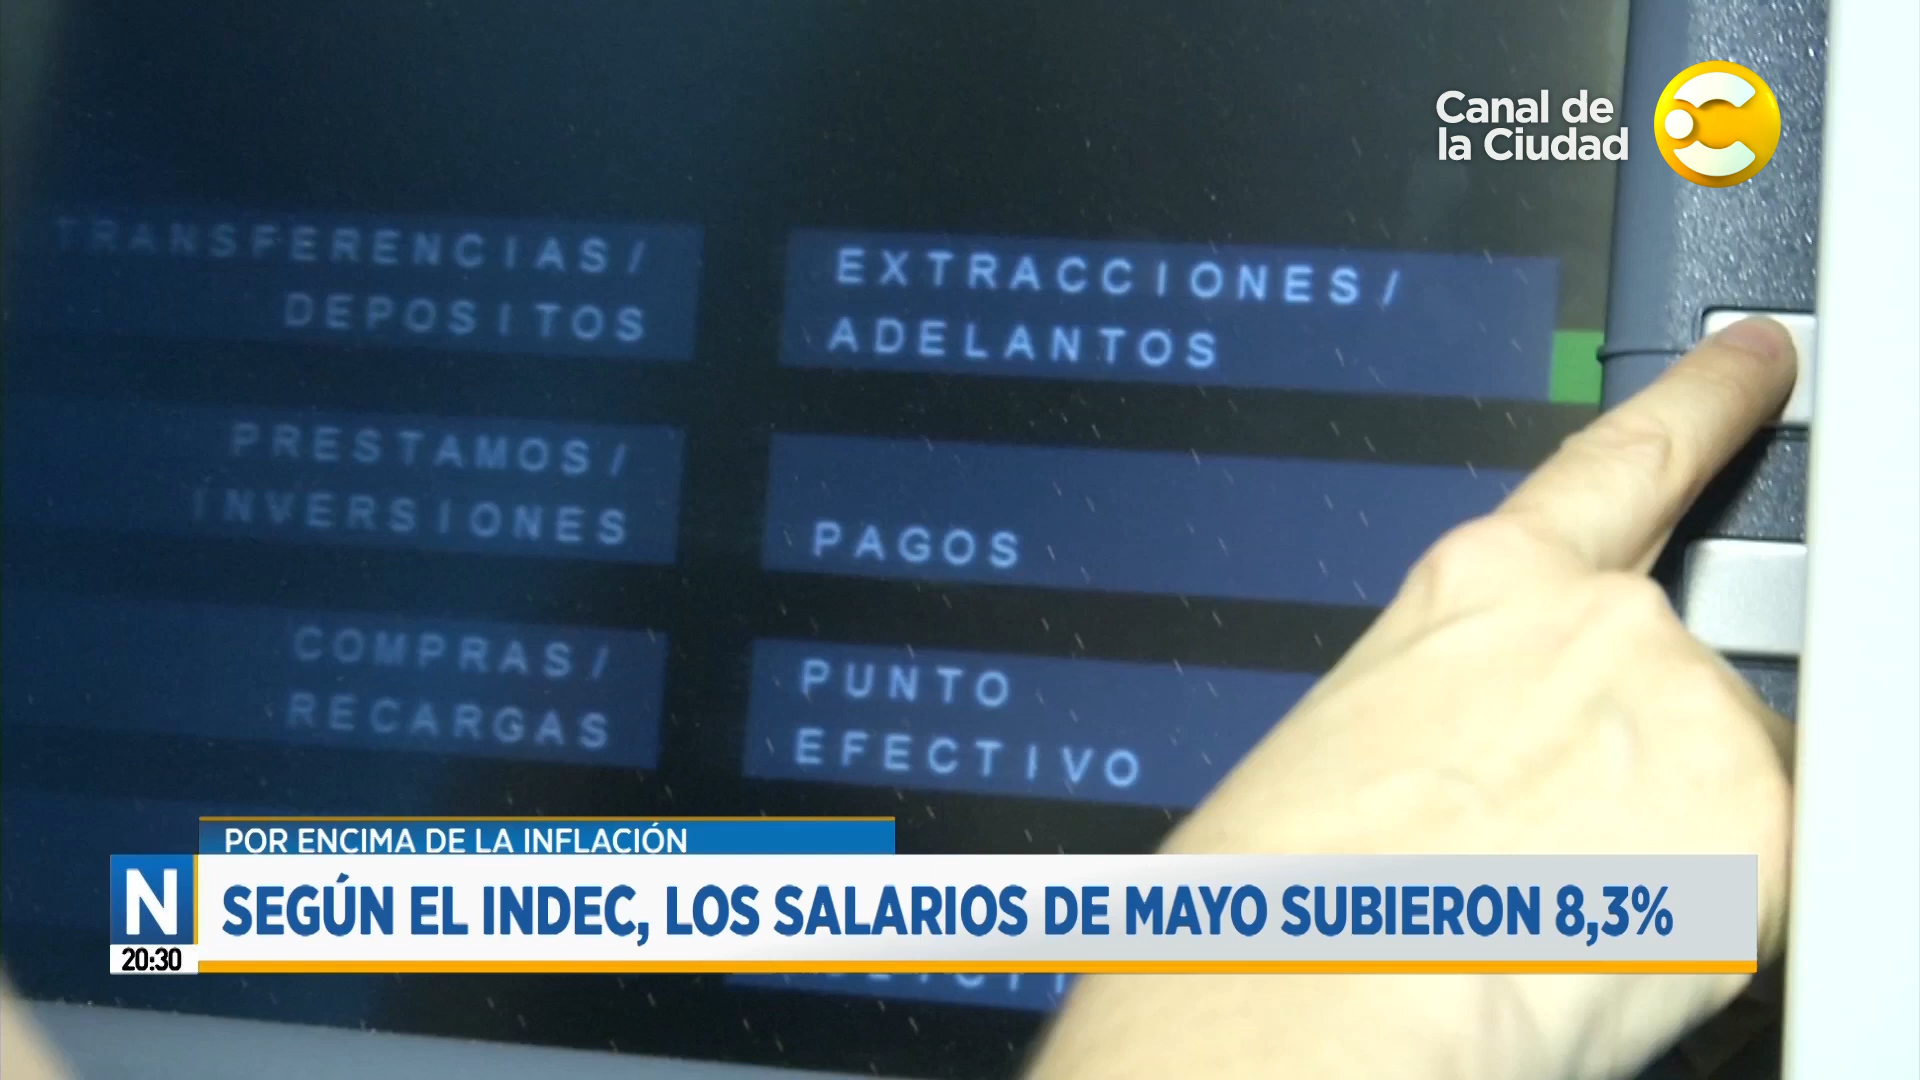 Canal de
la Ciudad
TRANSFERENCIAS/
DEPOSITOS
EXTRACCIONES/
ADELANTOS
PRESTAMOS/
INVERSIONES
PAGOS
COMPRAS/
RECARGAS
PUNTO
EFECTIVO
POR ENCIMA DE LA INFLACIÓN
N
SEGÚN EL INDEC, LOS SALARIOS DE MAYO SUBIERON 8,3%
20:30